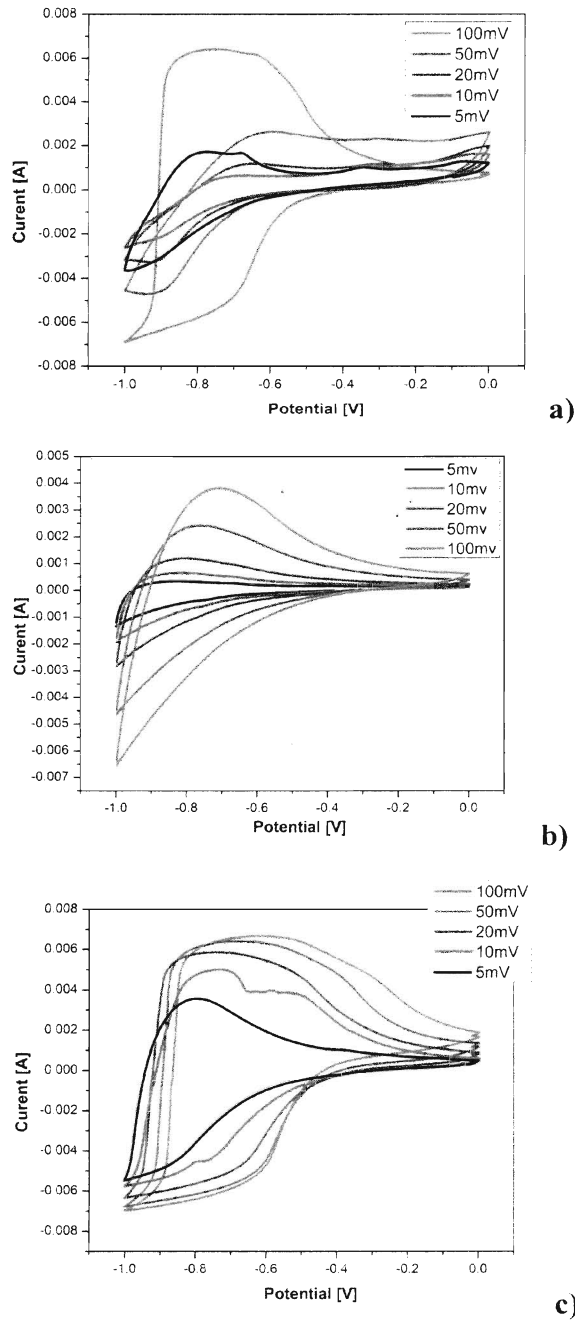 0.008
0.006
0.004
0.002
0.000
-0.002
-0.004
-0.006
-0.008
Curent [A]
100mV
50mV
20mV
10mV
5mV
-1.0 -0.8 -0.6 -0.4 -0.2 0.0
Potential [V]
a)
0.005
0.004
0.003
0.002
0.001
0.000
-0.001
-0.002
-0.003
-0.004
-0.005
-0.006
-0.007
Curent [A]
5mv
10mv
20mv
50mv
100mv
-1.0 -0.8 -0.6 -0.4 -0.2 0.0
Potential [V]
b)
100mV
50mV
20mV
10mV
5mV
0.008
0.006
0.004
0.002
0.000
-0.002
-0.004
-0.006
-0.008
Curent [A]
-1.0 -0.8 -0.6 -0.4 -0.2 0.0
Potential [V]
c)